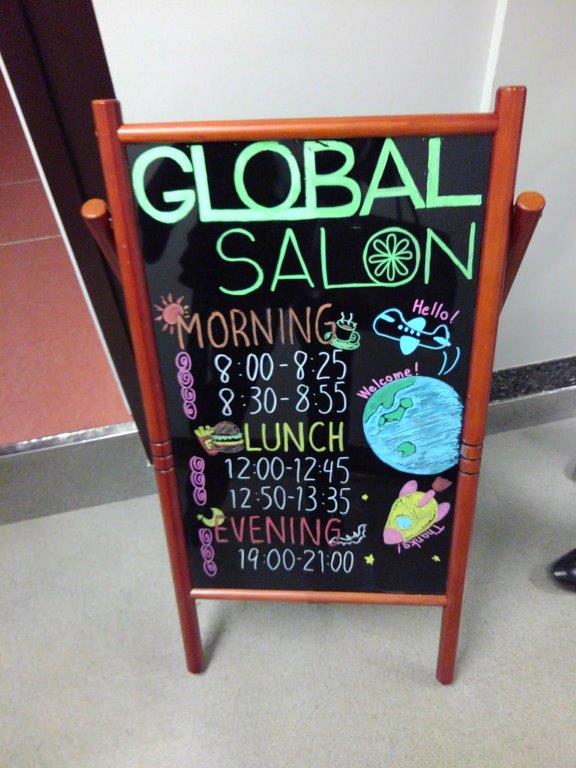 GLOBAL
SALON
MORNING
Hello!
8:00-8:25
8:30-8:55
Welcome!
LUNCH
12:00-12:45
12:50-13:35
EVENING
Thanks!
19:00-21:00